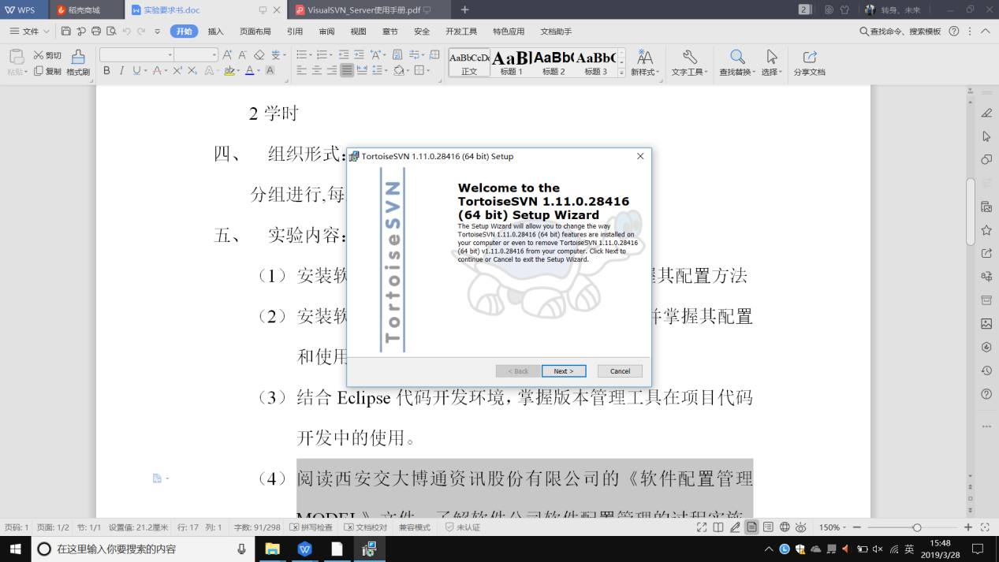 WPS
稻壳商城
实验要求书.doc
VisualSVN_Server使用手册.pdf
2
转身、未来
文件
开始
插入
页面布局
引用
审阅
视图
章节
安全
开发工具
特色应用
文档助手
查找命令、搜索模板
粘贴
剪切
复制
格式刷
AaBbCcDd
正文
AaBl
标题 1
AaBb(
标题 2
AaBbC
标题 3
新样式
文字工具
查找替换
选择
分享文档
2 学时
四、 组织形式:
分组进行,每
五、 实验内容:
(1) 安装软
握其配置方法
(2) 安装软
并掌握其配置
和使用
(3) 结合 Eclipse 代码开发环境,掌握版本管理工具在项目代码
开发中的使用。
(4) 阅读西安交大博通资讯股份有限公司的《软件配置管理
MODEL》文件,了解软件公司软件配置管理的过程实施
TortoiseSVN 1.11.0.28416 (64 bit) Setup
TortoiseSVN
Welcome to the
TortoiseSVN 1.11.0.28416
(64 bit) Setup Wizard
The Setup Wizard will allow you to change the way
TortoiseSVN 1.11.0.28416 (64 bit) features are installed on
your computer or even to remove TortoiseSVN 1.11.0.28416
(64 bit) v1.11.0.28416 from your computer. Click Next to
continue or Cancel to exit the Setup Wizard.
< Back
Next >
Cancel
页码: 1
页面: 1/2
节: 1/1
设置值: 21.2厘米
行: 17
列: 1
字数: 91/298
拼写检查
文档校对
兼容模式
未认证
150%
在这里输入你要搜索的内容
英
15:48
2019/3/28